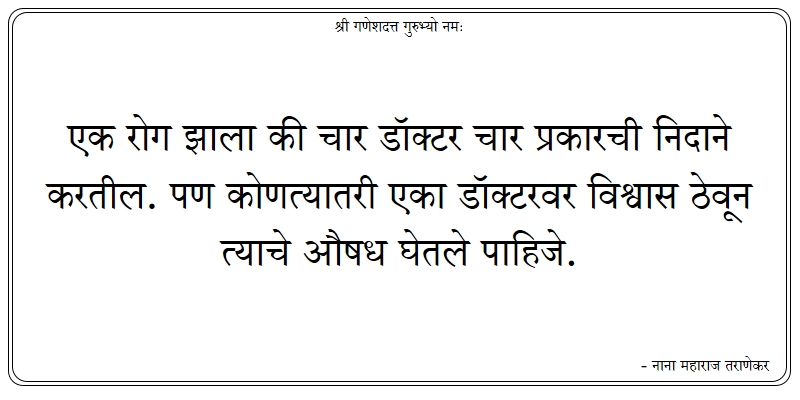 श्री गणेशदत्त गुरुभ्यो नमः
एक रोग झाला की चार डॉक्टर चार प्रकारची निदाने
करतील. पण कोणत्यातरी एका डॉक्टरवर विश्वास ठेवून
त्याचे औषध घेतले पाहिजे.
- नाना महाराज तराणेकर